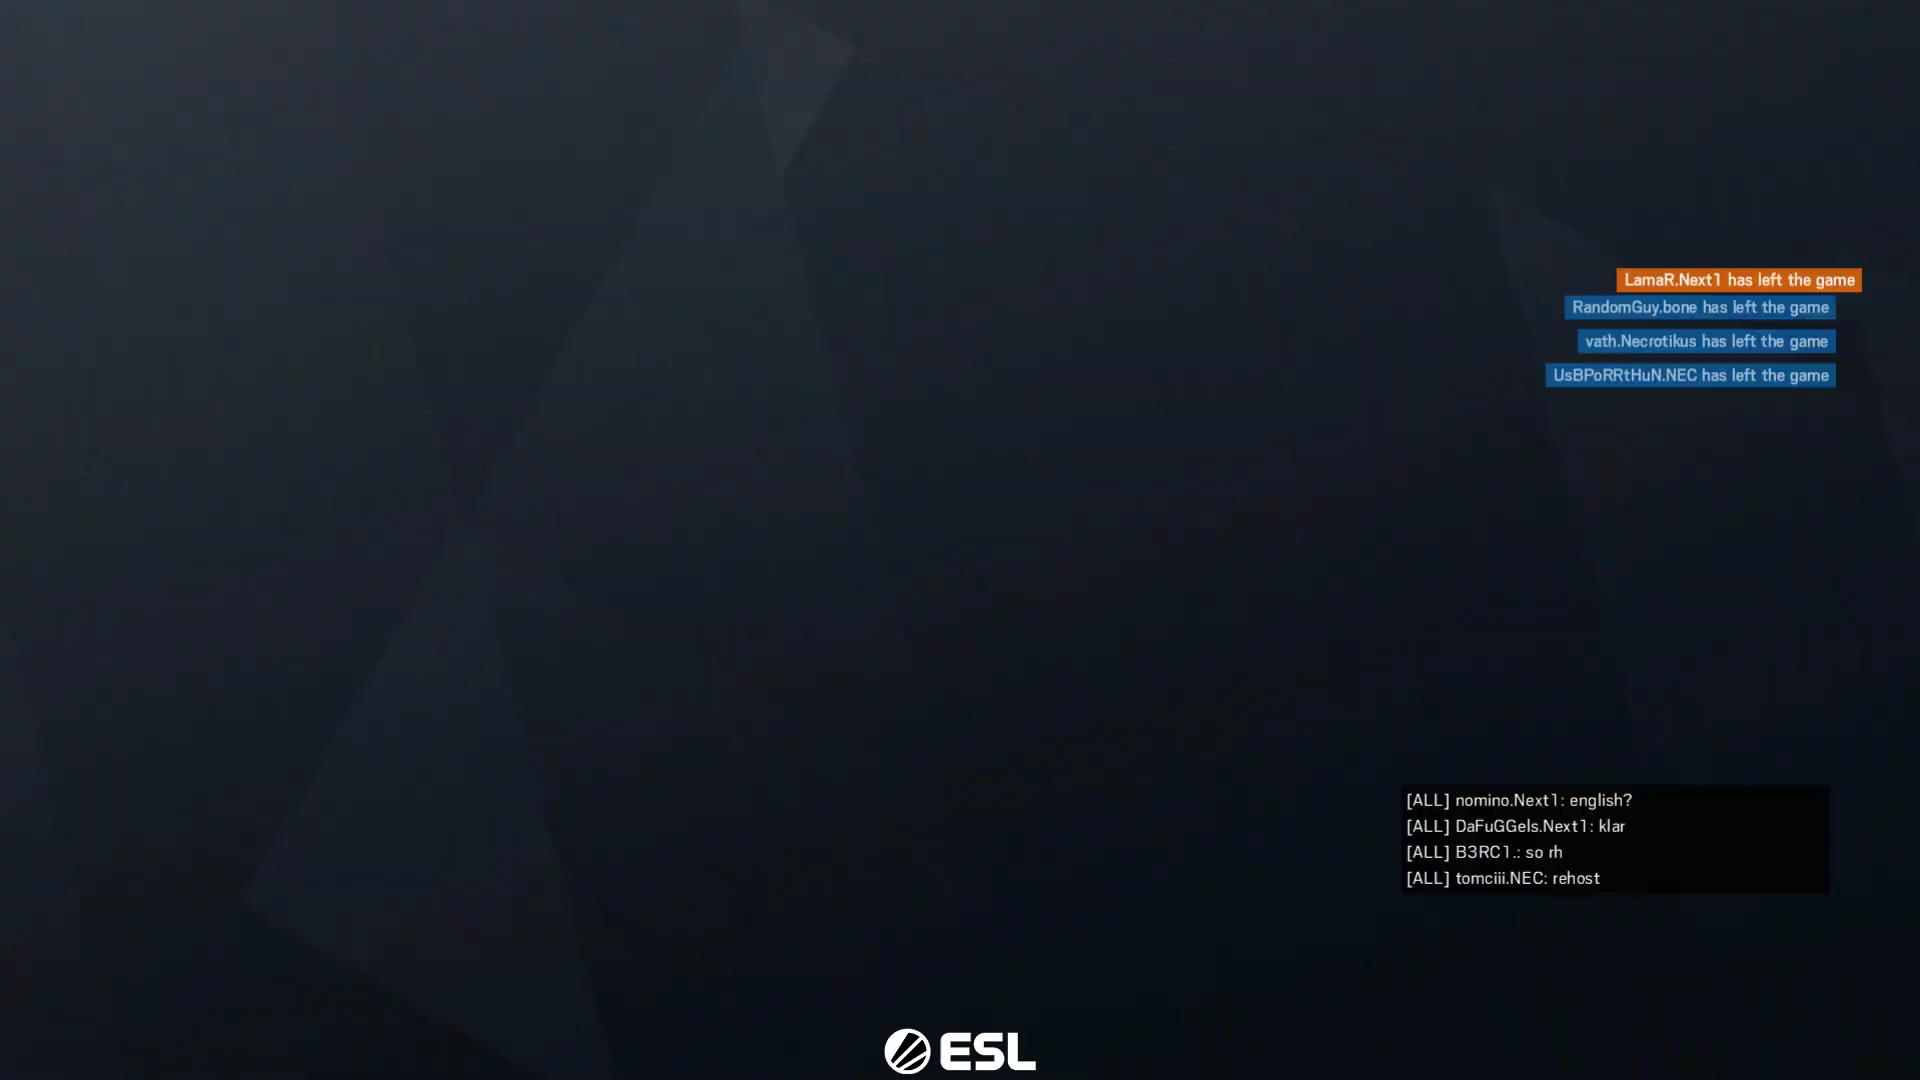 LamaR.Next1 has left the game
RandomGuy.bone has left the game
vath.Necrotikus has left the game
UsBPoRRtHuN.NEC has left the game
[ALL] nomino.Next1: english?
[ALL] DaFuGGels.Next1: klar
[ALL] B3RC1.: so rh
[ALL] tomciii.NEC: rehost
ESL